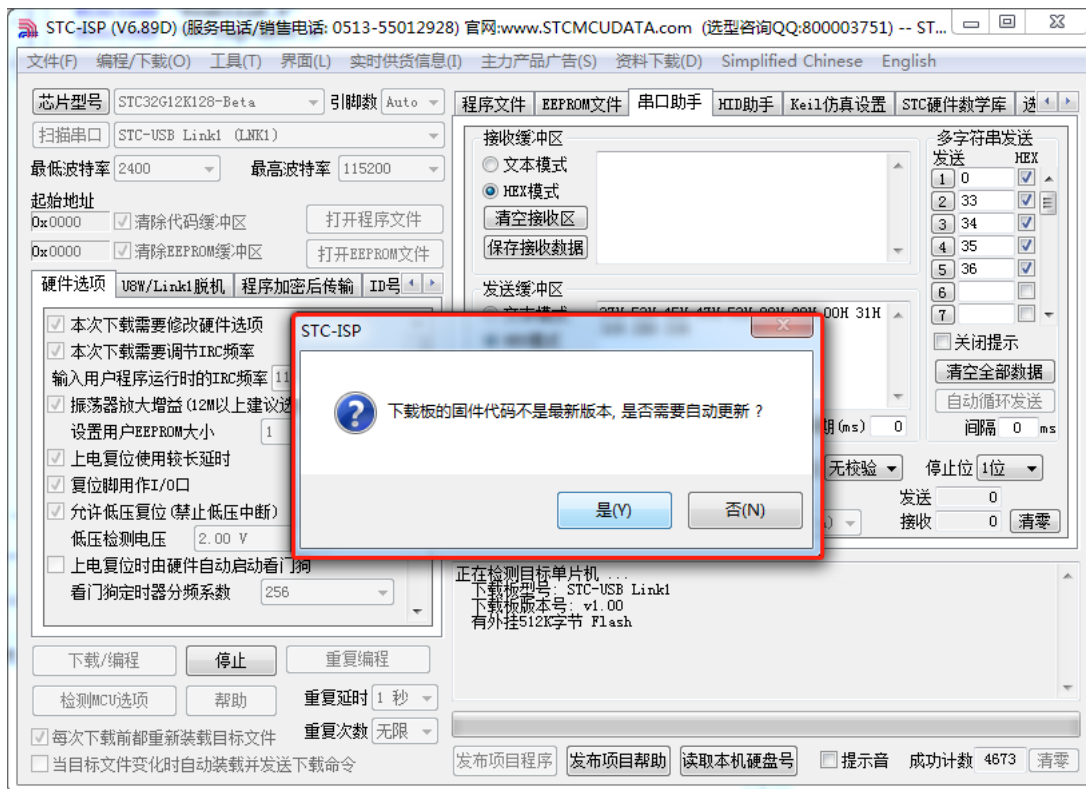 STC-ISP (V6.89D) (服务电话/销售电话: 0513-55012928) 官网:www.STCMCUDATA.com (选型咨询QQ:800003751) -- ST...
文件(F) 编程/下载(O) 工具(T) 界面(L) 实时供货信息(I) 主力产品广告(S) 资料下载(D) Simplified Chinese English
芯片型号 STC32G12K128-Beta 引脚数 Auto
扫描串口 STC-USB Link1 (LNK1)
最低波特率 2400 最高波特率 115200
起始地址
0x0000 清除代码缓冲区 打开程序文件
0x0000 清除EEPROM缓冲区 打开EEPROM文件
硬件选项 U8W/Link1脱机 程序加密后传输 ID号
本次下载需要修改硬件选项
本次下载需要调节IRC频率
输入用户程序运行时的IRC频率 11
振荡器放大增益(12M以上建议选
设置用户EEPROM大小 1
上电复位使用较长延时
复位脚用作I/O口
允许低压复位(禁止低压中断)
低压检测电压 2.00 V
上电复位时由硬件自动启动看门狗
看门狗定时器分频系数 256
下载/编程 停止 重复编程
检测MCU选项 帮助 重复延时 1 秒
重复次数 无限
每次下载前都重新装载目标文件
当目标文件变化时自动装载并发送下载命令
程序文件 EEPROM文件 串口助手 HID助手 Keil仿真设置 STC硬件数学库
接收缓冲区
文本模式
HEX模式
清空接收区
保存接收数据
多字符串发送
发送 HEX
1 0
2 33
3 34
4 35
5 36
6
7
关闭提示
清空全部数据
自动循环发送
间隔 0 ms
发送缓冲区
00H 31H
期(ms) 0
无校验 停止位 1位
发送 0
接收 0 清零
STC-ISP
下载板的固件代码不是最新版本, 是否需要自动更新 ?
是(Y) 否(N)
正在检测目标单片机 ...
下载板型号: STC-USB Link1
下载板版本号: v1.00
有外挂512K字节 Flash
发布项目程序 发布项目帮助 读取本机硬盘号 提示音 成功计数 4673 清零